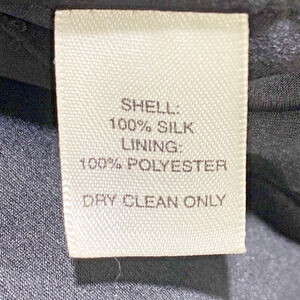 SHELL:
100% SILK
LINING:
100% POLYESTER
DRY CLEAN ONLY